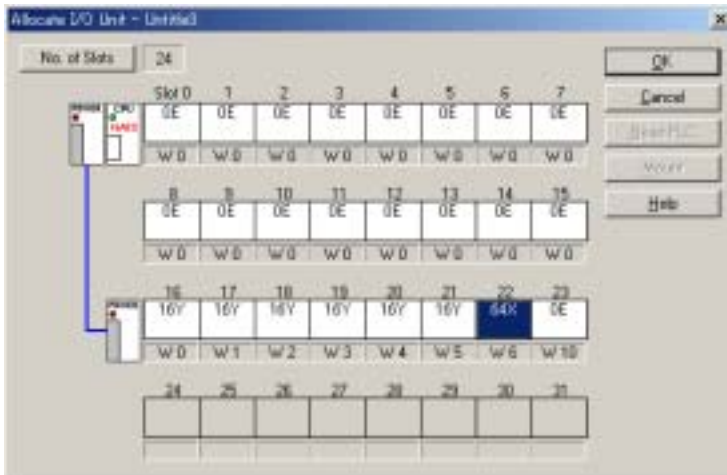 Allocate I/O Unit - Untitle3
No. of Slots 24
OK
Slot 0 1 2 3 4 5 6 7
CPU
0E 0E 0E 0E 0E 0E 0E 0E
Cancel
W 0 W 0 W 0 W 0 W 0 W 0 W 0 W 0
8 9 10 11 12 13 14 15
0E 0E 0E 0E 0E 0E 0E 0E
Help
W 0 W 0 W 0 W 0 W 0 W 0 W 0 W 0
16 17 18 19 20 21 22 23
16Y 16Y 16Y 16Y 16Y 16Y 64X 0E
W 0 W 1 W 2 W 3 W 4 W 5 W 6 W 10
24 25 26 27 28 29 30 31